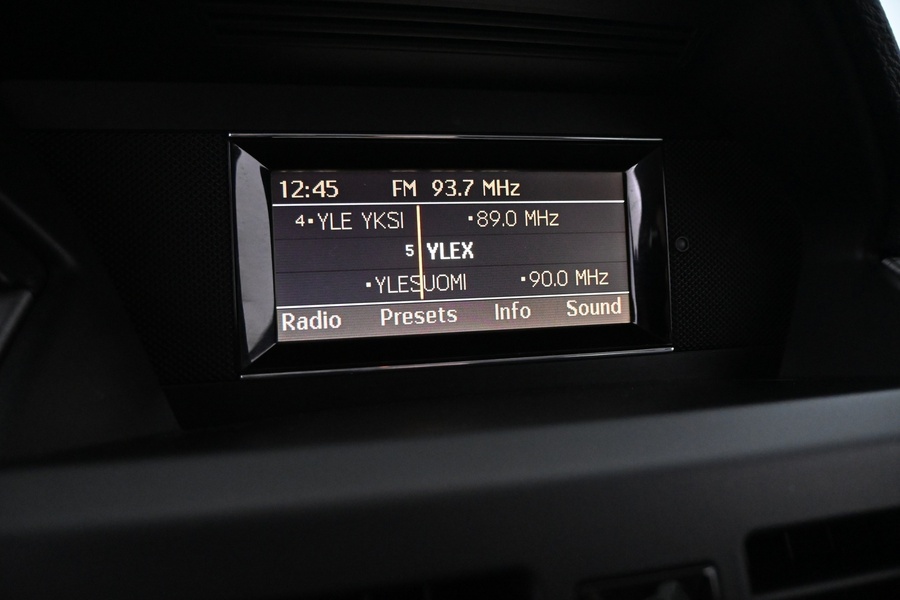 12:45 FM 93.7 MHz
4▪YLE YKSI ▪89.0 MHz
5 YLEX
▪YLESUOMI ▪90.0 MHz
Radio Presets Info Sound